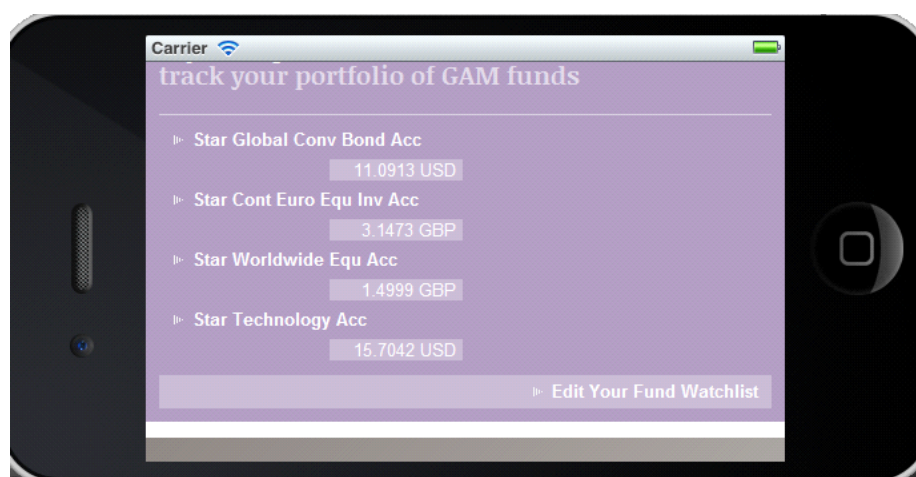 Carrier
track your portfolio of GAM funds
Star Global Conv Bond Acc
11.0913 USD
Star Cont Euro Equ Inv Acc
3.1473 GBP
Star Worldwide Equ Acc
1.4999 GBP
Star Technology Acc
15.7042 USD
Edit Your Fund Watchlist